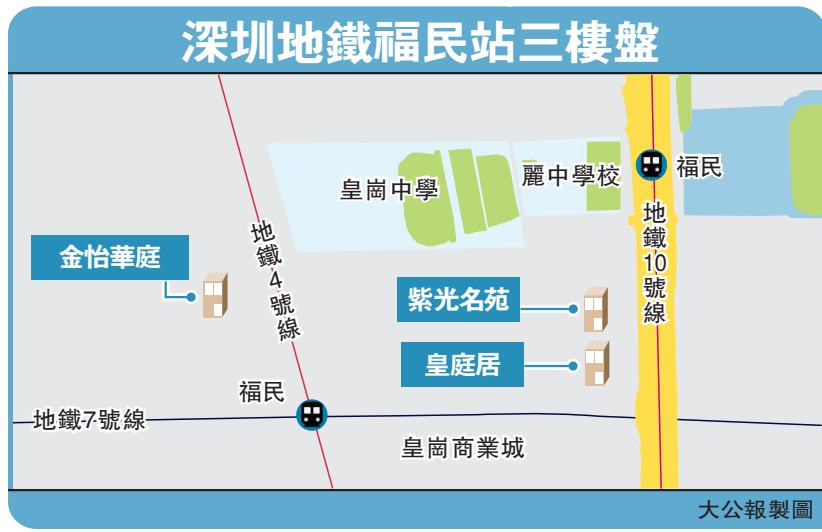 深圳地鐵福民站三樓盤
福民
麗中學校
皇崗中學
地鐵10號線
地鐵4號線
金怡華庭
紫光名苑
皇庭居
福民
地鐵7號線
皇崗商業城
大公報製圖